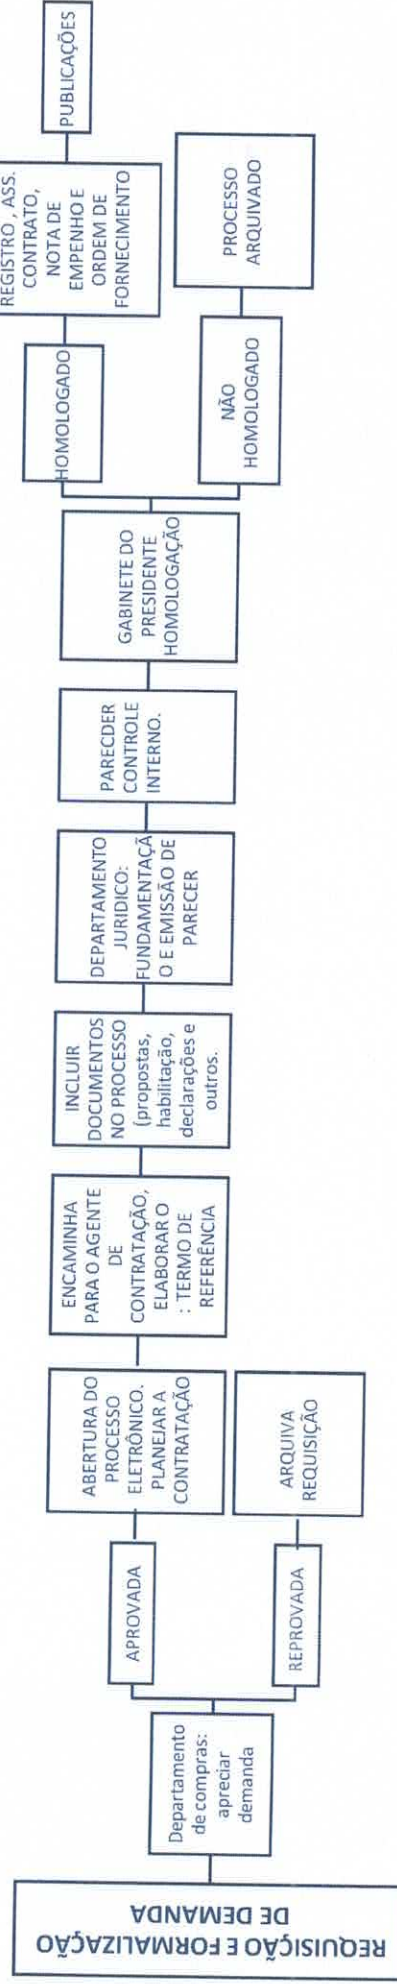 REQUISIÇÃO E FORMALIZAÇÃO
DE DEMANDA
Departamento
de compras:
apreciar
demanda
APROVADA
REPROVADA
ABERTURA DO
PROCESSO
ELETRÔNICO.
PLANEJAR A
CONTRATAÇÃO
ARQUIVA
REQUISIÇÃO
ENCAMINHA
PARA O AGENTE
DE
CONTRATAÇÃO,
ELABORAR O
: TERMO DE
REFERÊNCIA
INCLUIR
DOCUMENTOS
NO PROCESSO
(propostas,
habilitação,
declarações e
outros.
DEPARTAMENTO
JURIDICO:
FUNDAMENTAÇÃ
O E EMISSÃO DE
PARECER
PARECDER
CONTROLE
INTERNO.
GABINETE DO
PRESIDENTE
HOMOLOGAÇÃO
HOMOLOGADO
NÃO
HOMOLOGADO
REGISTRO , ASS.
CONTRATO,
NOTA DE
EMPENHO E
ORDEM DE
FORNECIMENTO
PROCESSO
ARQUIVADO
PUBLICAÇÕES